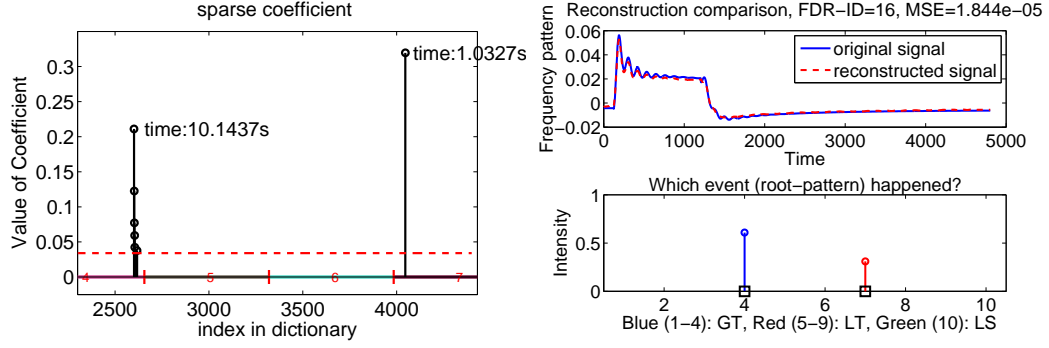 sparse coefficient
Value of Coefficient
0.3
0.25
0.2
0.15
0.1
0.05
0
time:10.1437s
time:1.0327s
4
5
6
7
2500
3000
3500
4000
index in dictionary
Reconstruction comparison, FDR−ID=16, MSE=1.844e−05
Frequency pattern
0.06
0.04
0.02
0
−0.02
original signal
reconstructed signal
0
1000
2000
3000
4000
5000
Time
Which event (root−pattern) happened?
Intensity
1
0.5
0
2
4
6
8
10
Blue (1−4): GT, Red (5−9): LT, Green (10): LS